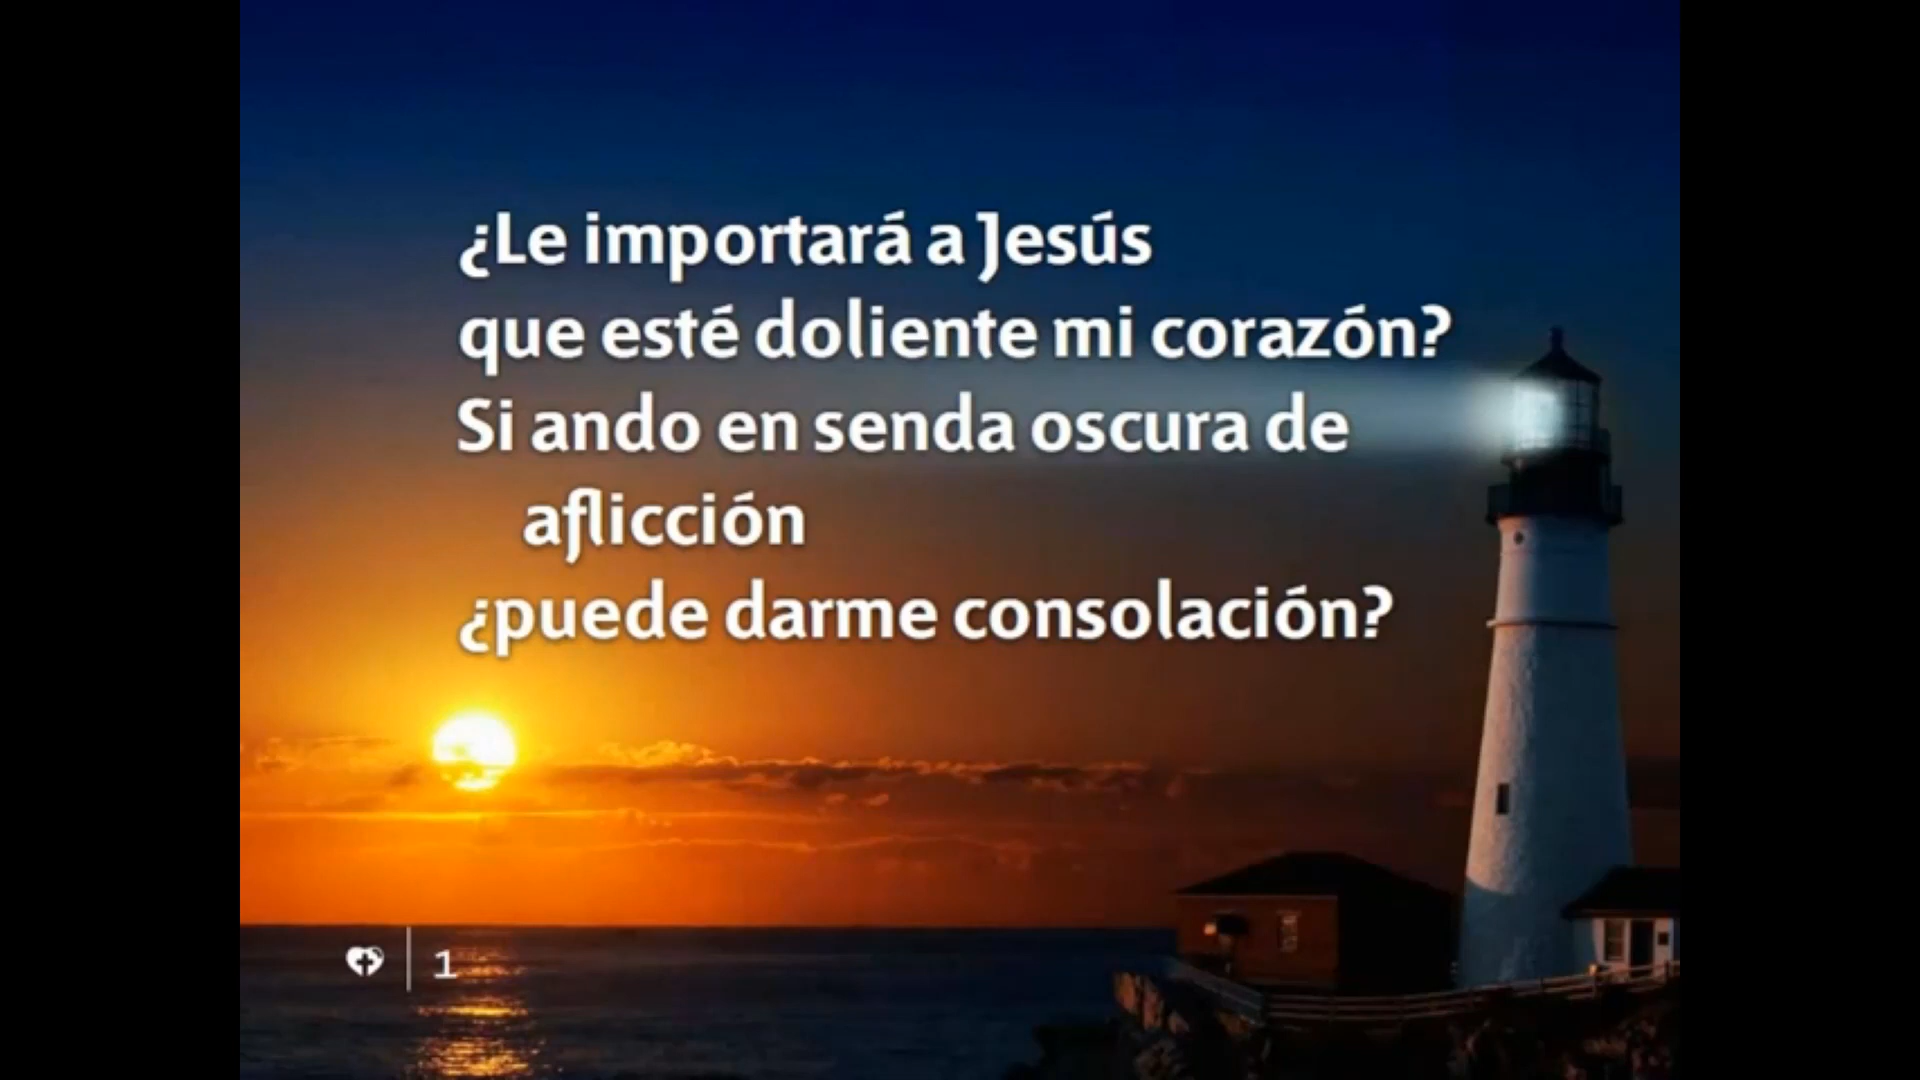 ¿Le importará a Jesús
que esté doliente mi corazón?
Si ando en senda oscura de
aflicción
¿puede darme consolación?
1